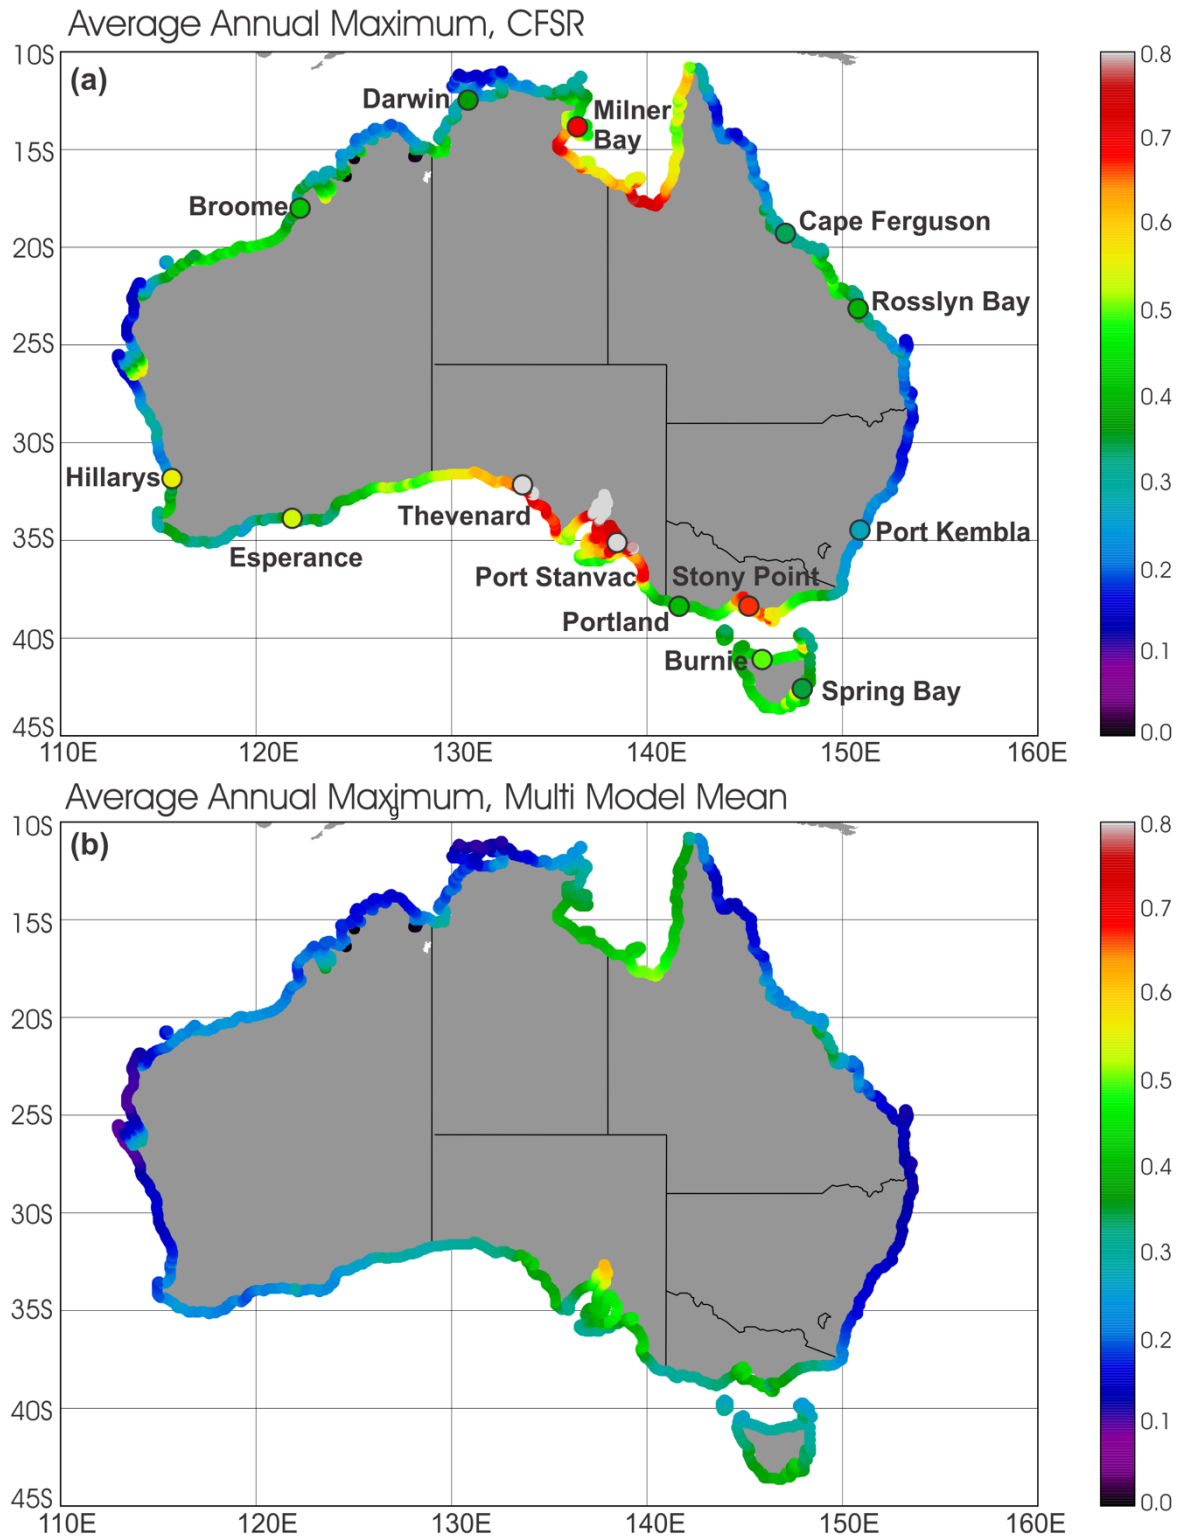 Average Annual Maximum, CFSR
(a)
10S
15S
20S
25S
30S
35S
40S
45S
110E
120E
130E
140E
150E
160E
Darwin
Milner
Bay
Broome
Cape Ferguson
Rosslyn Bay
Hillarys
Thevenard
Esperance
Port Kembla
Port Stanvac
Stony Point
Portland
Burnie
Spring Bay
0.8
0.7
0.6
0.5
0.4
0.3
0.2
0.1
0.0
Average Annual Maximum, Multi Model Mean
g
(b)
10S
15S
20S
25S
30S
35S
40S
45S
110E
120E
130E
140E
150E
160E
0.8
0.7
0.6
0.5
0.4
0.3
0.2
0.1
0.0